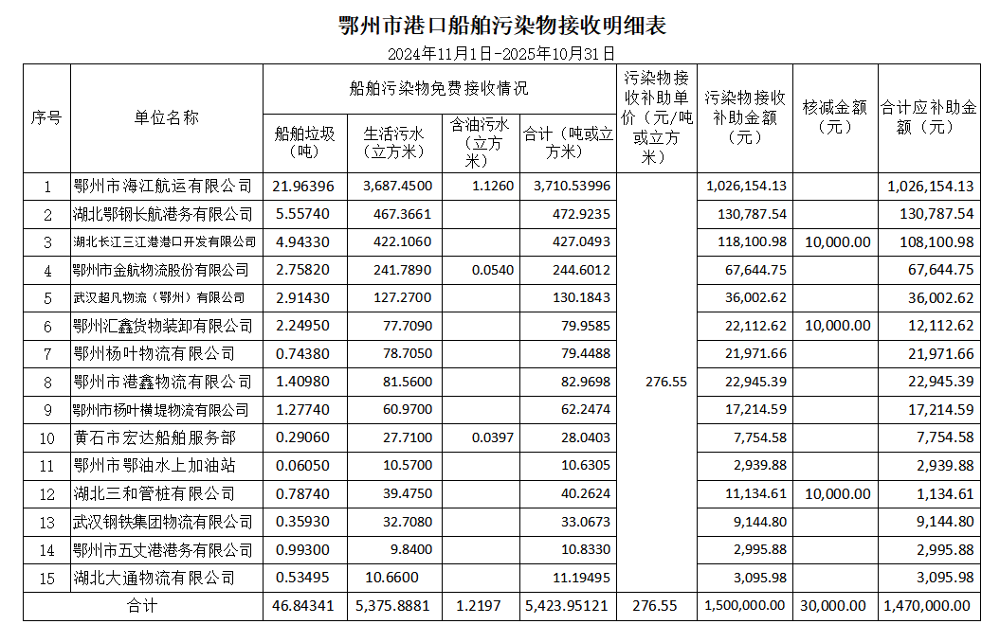 鄂州市港口船舶污染物接收明细表
2024年11月1日-2025年10月31日
序号 单位名称 船舶污染物免费接收情况 污染物接收补助单价（元/吨或立方米） 污染物接收补助金额（元） 核减金额（元） 合计应补助金额（元）
船舶垃圾（吨） 生活污水（立方米） 含油污水（立方米） 合计（吨或立方米）
1 鄂州市海江航运有限公司 21.96396 3,687.4500 1.1260 3,710.53996 1,026,154.13 1,026,154.13
2 湖北鄂钢长航港务有限公司 5.55740 467.3661 472.9235 130,787.54 130,787.54
3 湖北长江三江港港口开发有限公司 4.94330 422.1060 427.0493 118,100.98 10,000.00 108,100.98
4 鄂州市金航物流股份有限公司 2.75820 241.7890 0.0540 244.6012 67,644.75 67,644.75
5 武汉超凡物流（鄂州）有限公司 2.91430 127.2700 130.1843 36,002.62 36,002.62
6 鄂州汇鑫货物装卸有限公司 2.24950 77.7090 79.9585 22,112.62 10,000.00 12,112.62
7 鄂州杨叶物流有限公司 0.74380 78.7050 79.4488 21,971.66 21,971.66
8 鄂州市港鑫物流有限公司 1.40980 81.5600 82.9698 276.55 22,945.39 22,945.39
9 鄂州市杨叶横堤物流有限公司 1.27740 60.9700 62.2474 17,214.59 17,214.59
10 黄石市宏达船舶服务部 0.29060 27.7100 0.0397 28.0403 7,754.58 7,754.58
11 鄂州市鄂油水上加油站 0.06050 10.5700 10.6305 2,939.88 2,939.88
12 湖北三和管桩有限公司 0.78740 39.4750 40.2624 11,134.61 10,000.00 1,134.61
13 武汉钢铁集团物流有限公司 0.35930 32.7080 33.0673 9,144.80 9,144.80
14 鄂州市五丈港港务有限公司 0.99300 9.8400 10.8330 2,995.88 2,995.88
15 湖北大通物流有限公司 0.53495 10.6600 11.19495 3,095.98 3,095.98
合计 46.84341 5,375.8881 1.2197 5,423.95121 276.55 1,500,000.00 30,000.00 1,470,000.00